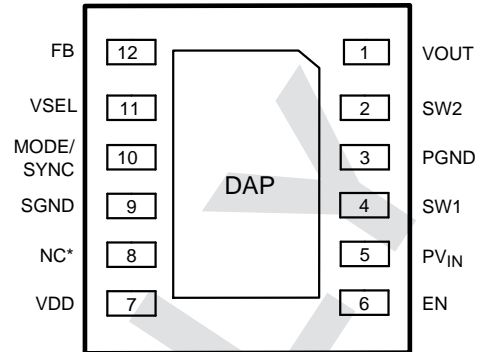 FB 12 1 VOUT
VSEL 11 2 SW2
MODE/
SYNC 10 3 PGND
DAP
SGND 9 4 SW1
NC* 8 5 PVIN
VDD 7 6 EN